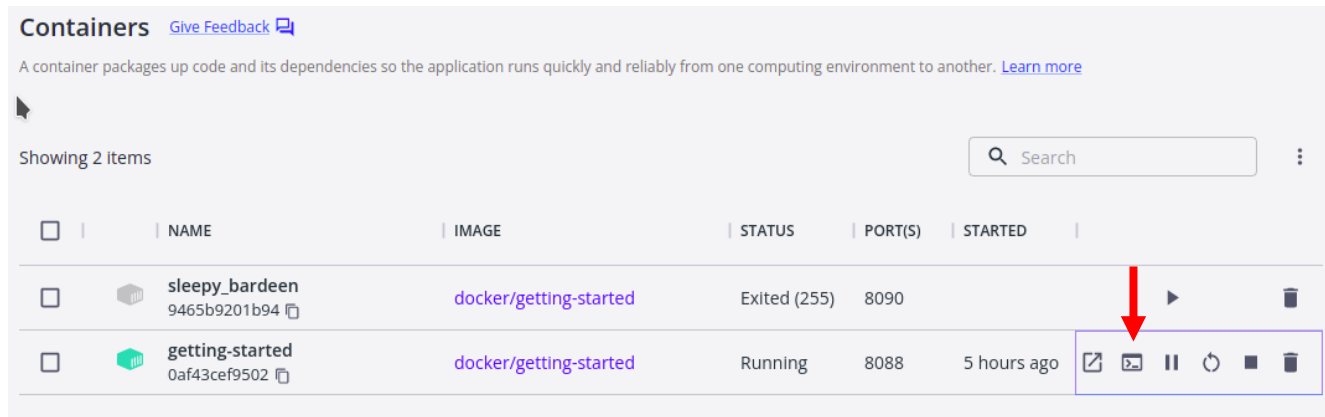 Containers Give Feedback
A container packages up code and its dependencies so the application runs quickly and reliably from one computing environment to another. Learn more
Showing 2 items
Search
NAME IMAGE STATUS PORT(S) STARTED
sleepy_bardeen
9465b9201b94
docker/getting-started Exited (255) 8090
getting-started
0af43cef9502
docker/getting-started Running 8088 5 hours ago